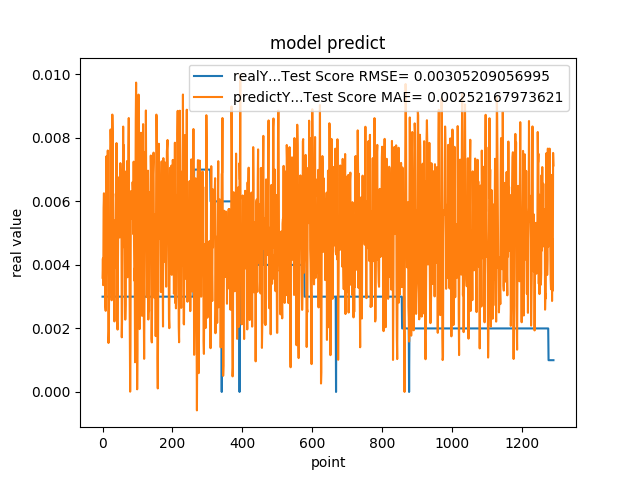 model predict
realY...Test Score RMSE= 0.00305209056995
predictY...Test Score MAE= 0.00252167973621
0.010
0.008
0.006
0.004
0.002
0.000
real value
0 200 400 600 800 1000 1200
point